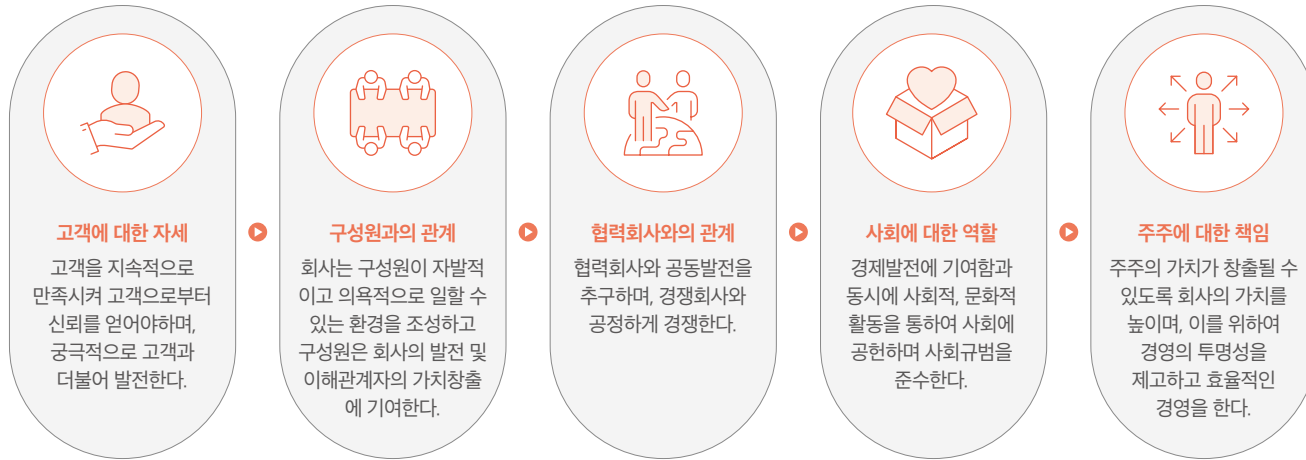 고객에 대한 자세
고객을 지속적으로
만족시켜 고객으로부터
신뢰를 얻어야하며,
궁극적으로 고객과
더불어 발전한다.
구성원과의 관계
회사는 구성원이 자발적
이고 의욕적으로 일할 수
있는 환경을 조성하고
구성원은 회사의 발전 및
이해관계자의 가치창출
에 기여한다.
협력회사와의 관계
협력회사와 공동발전을
추구하며, 경쟁회사와
공정하게 경쟁한다.
사회에 대한 역할
경제발전에 기여함과
동시에 사회적, 문화적
활동을 통하여 사회에
공헌하며 사회규범을
준수한다.
주주에 대한 책임
주주의 가치가 창출될 수
있도록 회사의 가치를
높이며, 이를 위하여
경영의 투명성을
제고하고 효율적인
경영을 한다.